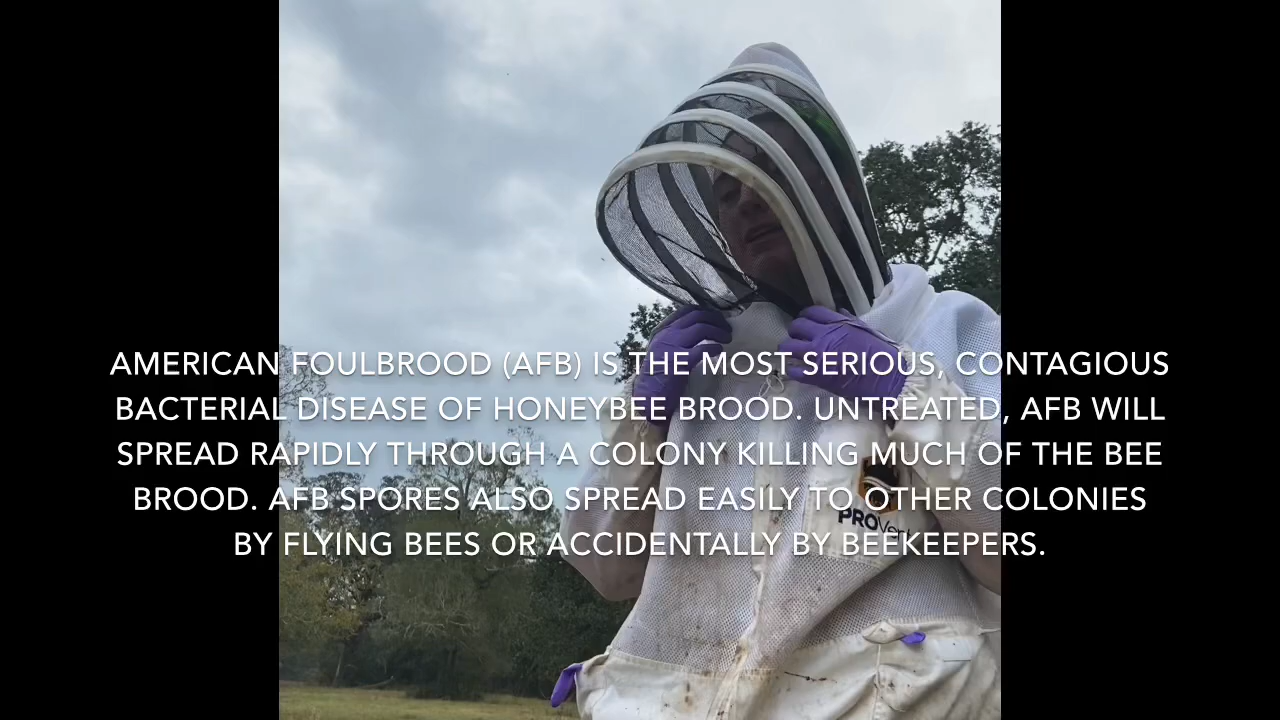 AMERICAN FOULBROOD (AFB) IS THE MOST SERIOUS, CONTAGIOUS
BACTERIAL DISEASE OF HONEYBEE BROOD. UNTREATED, AFB WILL
SPREAD RAPIDLY THROUGH A COLONY KILLING MUCH OF THE BEE
BROOD. AFB SPORES ALSO SPREAD EASILY TO OTHER COLONIES
BY FLYING BEES OR ACCIDENTALLY BY BEEKEEPERS.